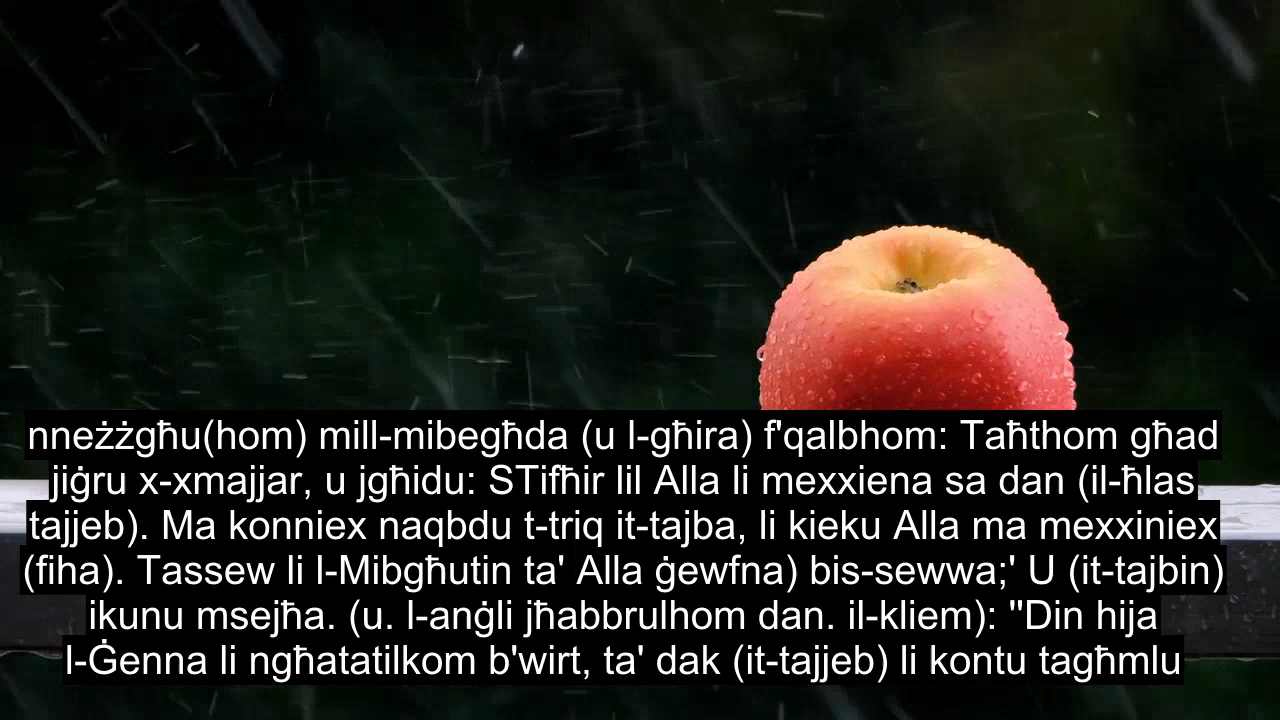 nneżżgħu(hom) mill-mibegħda (u l-għira) f'qalbhom: Taħthom għad
jiġru x-xmajjar, u jgħidu: STifħir lil Alla li mexxiena sa dan (il-ħlas
tajjeb). Ma konniex naqbdu t-triq it-tajba, li kieku Alla ma mexxiniex
(fiha). Tassew li l-Mibgħutin ta' Alla ġewfna) bis-sewwa;' U (it-tajbin)
ikunu msejħa. (u. l-anġli jħabbrulhom dan. il-kliem): "Din hija
l-Ġenna li ngħatatilkom b'wirt, ta' dak (it-tajjeb) li kontu tagħmlu